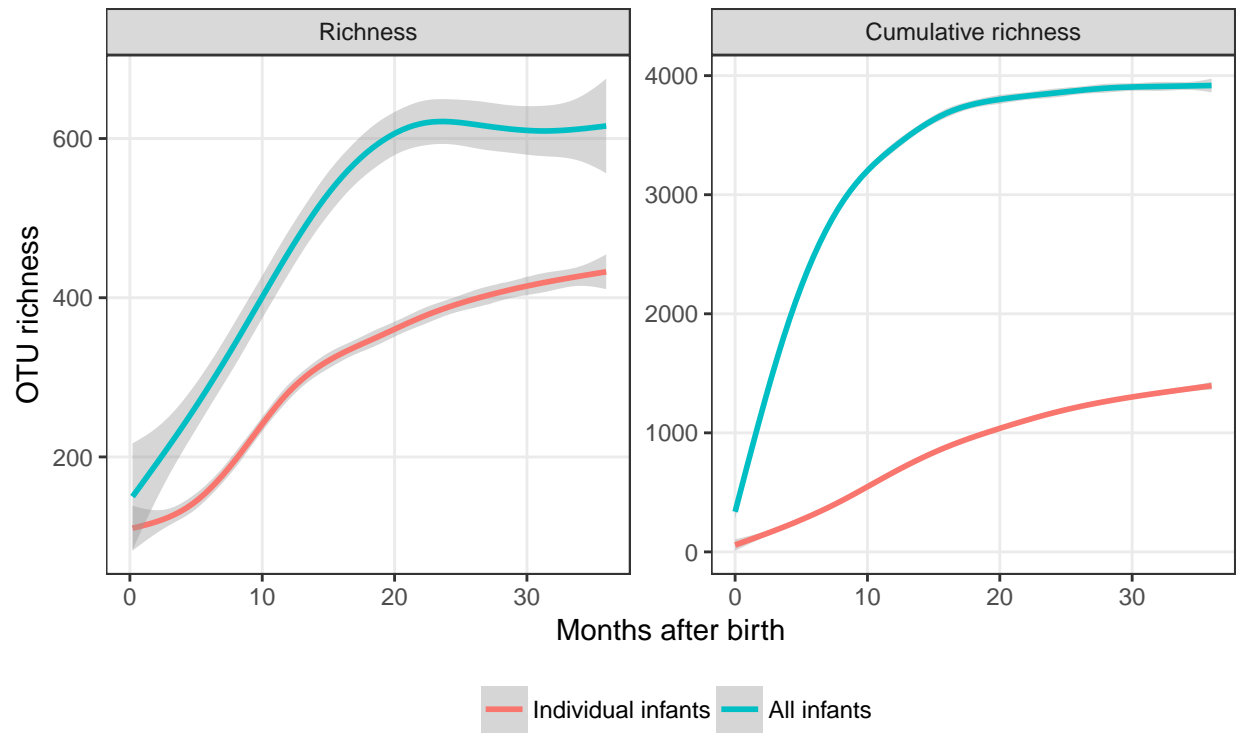 Richness
Cumulative richness
OTU richness
600
400
200
4000
3000
2000
1000
0
0 10 20 30
0 10 20 30
Months after birth
Individual infants All infants